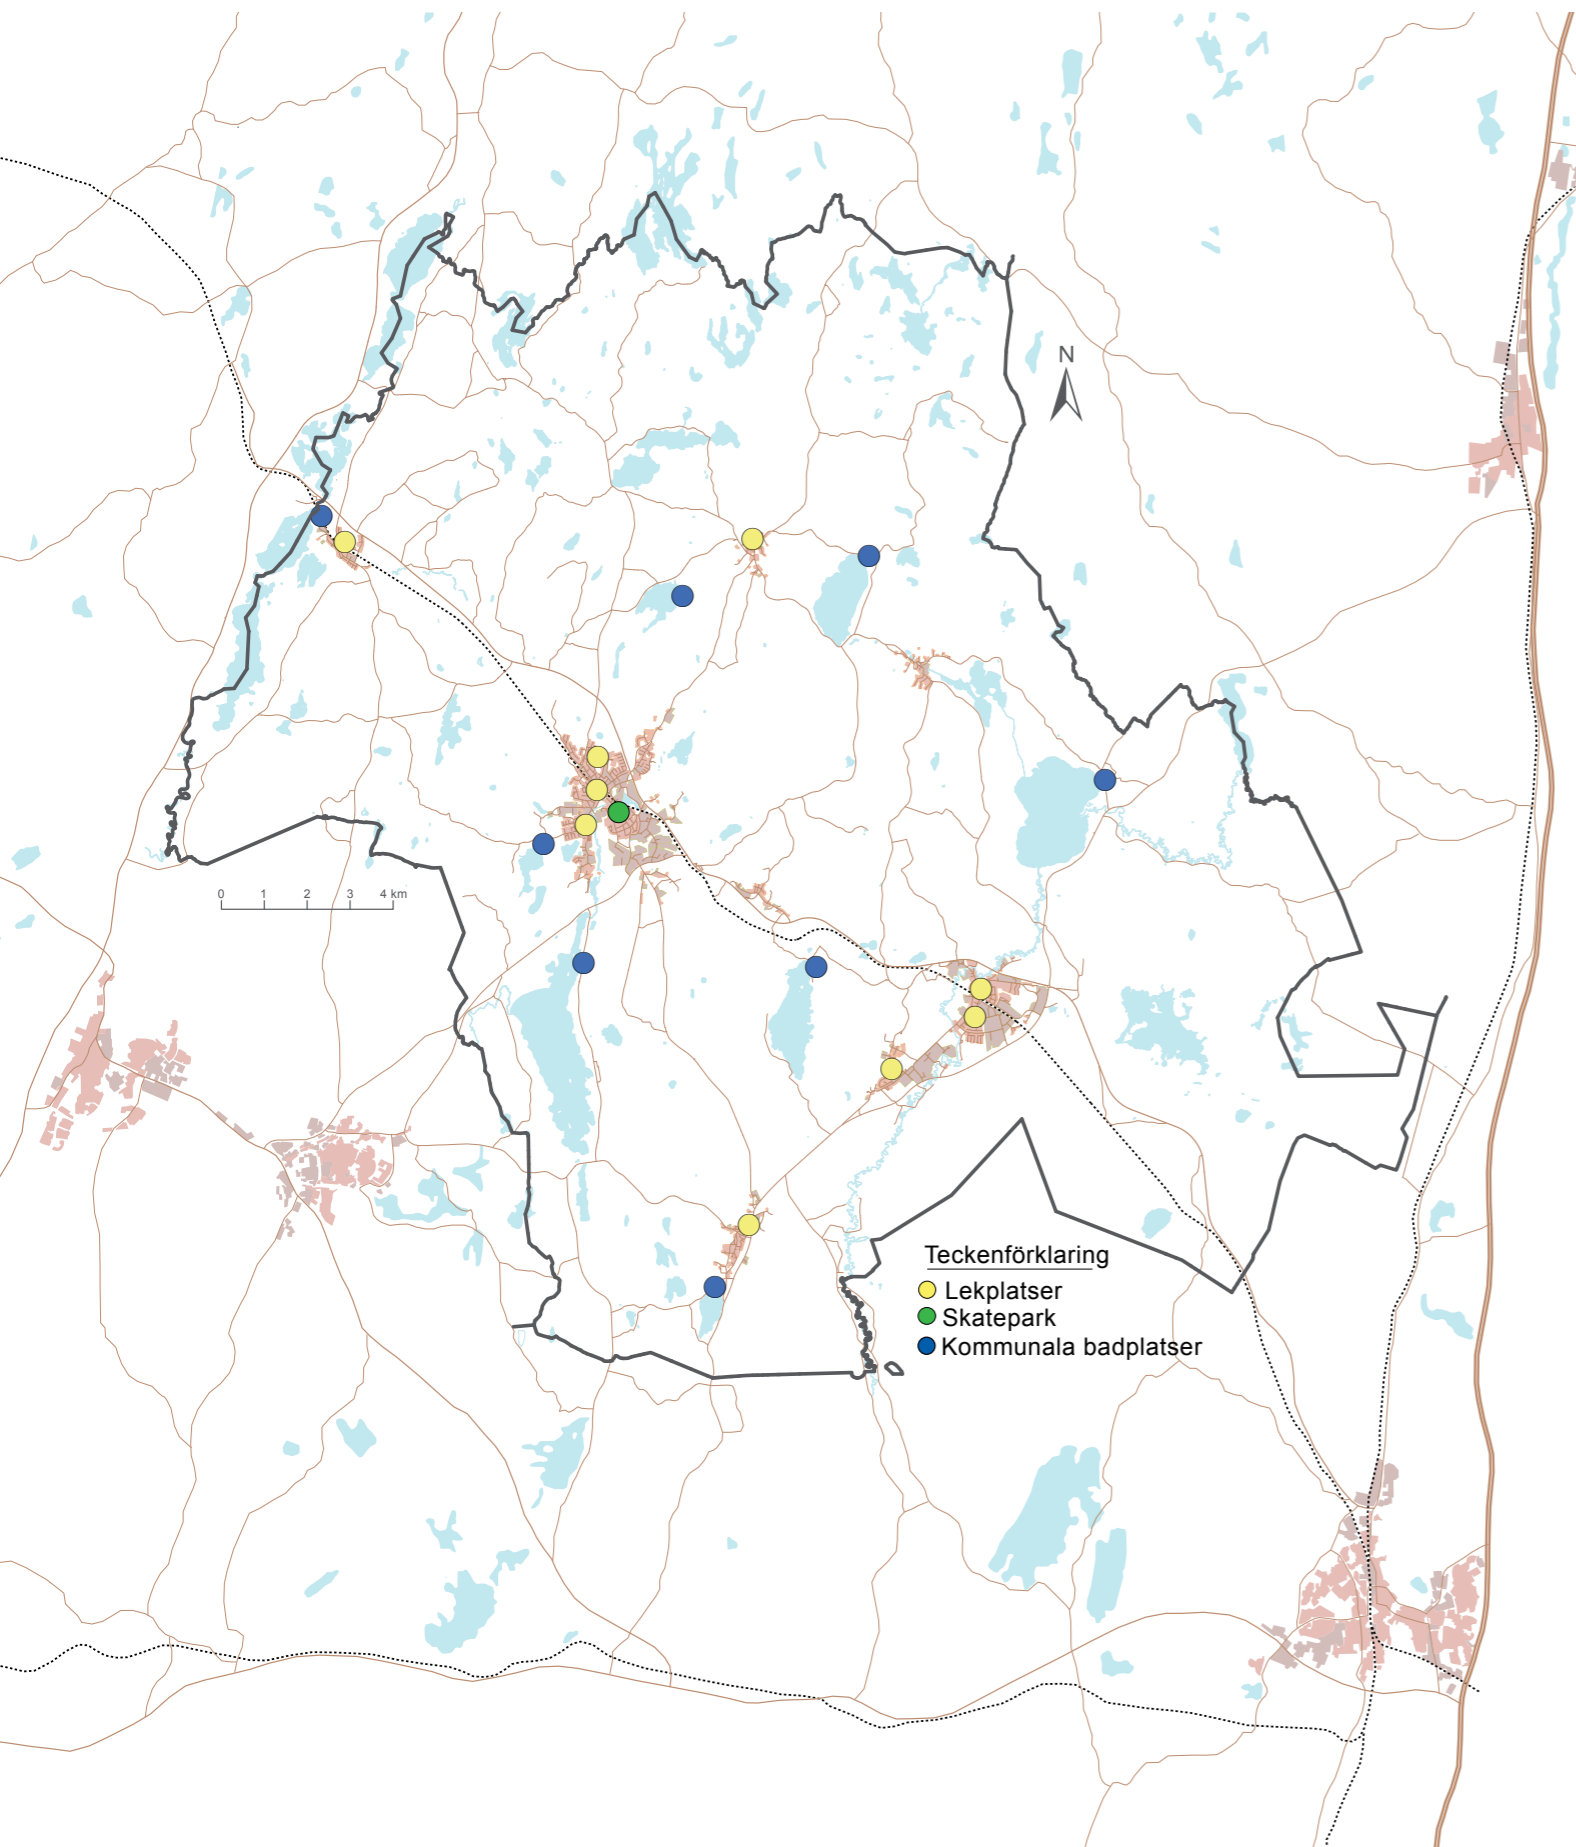 N
0 1 2 3 4 km
Teckenförklaring
Lekplatser
Skatepark
Kommunala badplatser